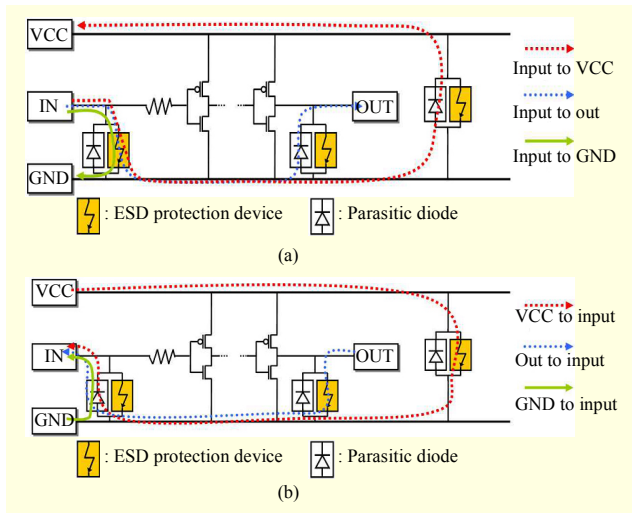 VCC
Input to VCC
IN
OUT
Input to out
Input to GND
GND
: ESD protection device
: Parasitic diode
(a)
VCC
VCC to input
IN
OUT
Out to input
GND to input
GND
: ESD protection device
: Parasitic diode
(b)